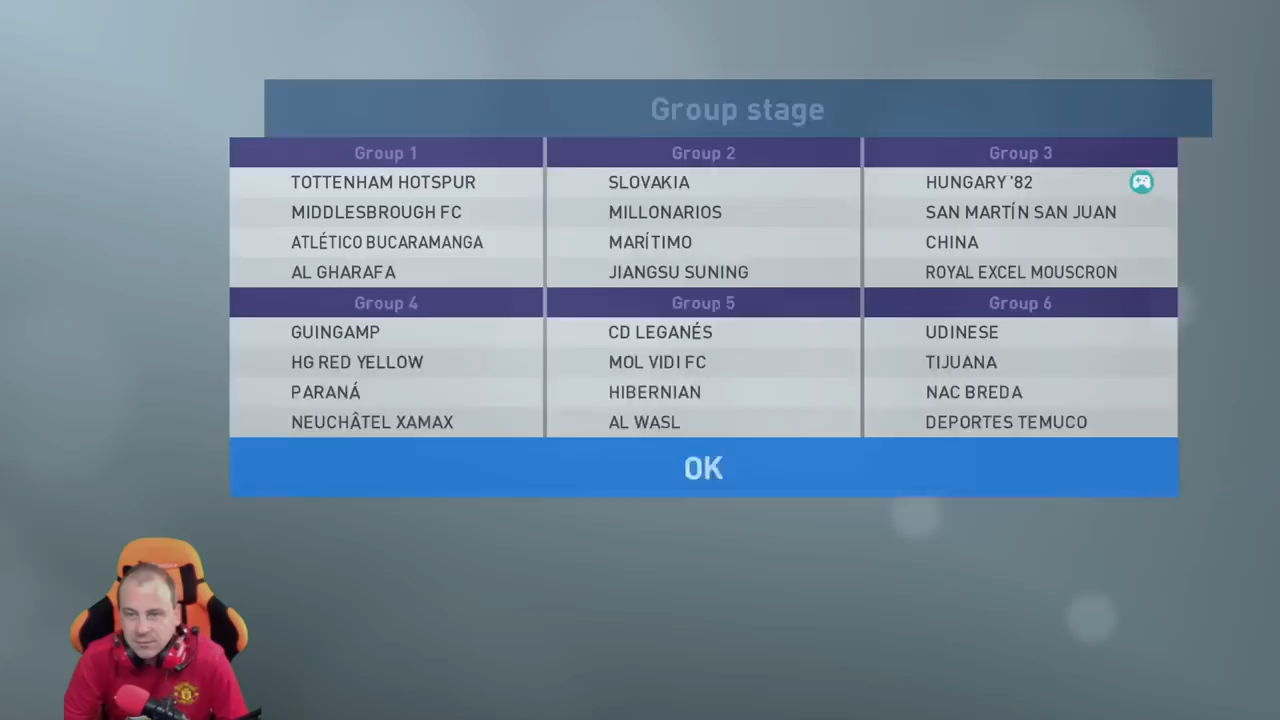 Group stage
Group 1
TOTTENHAM HOTSPUR
MIDDLESBROUGH FC
ATLÉTICO BUCARAMANGA
AL GHARAFA
Group 2
SLOVAKIA
MILLONARIOS
MARÍTIMO
JIANGSU SUNING
Group 3
HUNGARY '82
SAN MARTÍN SAN JUAN
CHINA
ROYAL EXCEL MOUSCRON
Group 4
GUINGAMP
HG RED YELLOW
PARANÁ
NEUCHÂTEL XAMAX
Group 5
CD LEGANÉS
MOL VIDI FC
HIBERNIAN
AL WASL
Group 6
UDINESE
TIJUANA
NAC BREDA
DEPORTES TEMUCO
OK